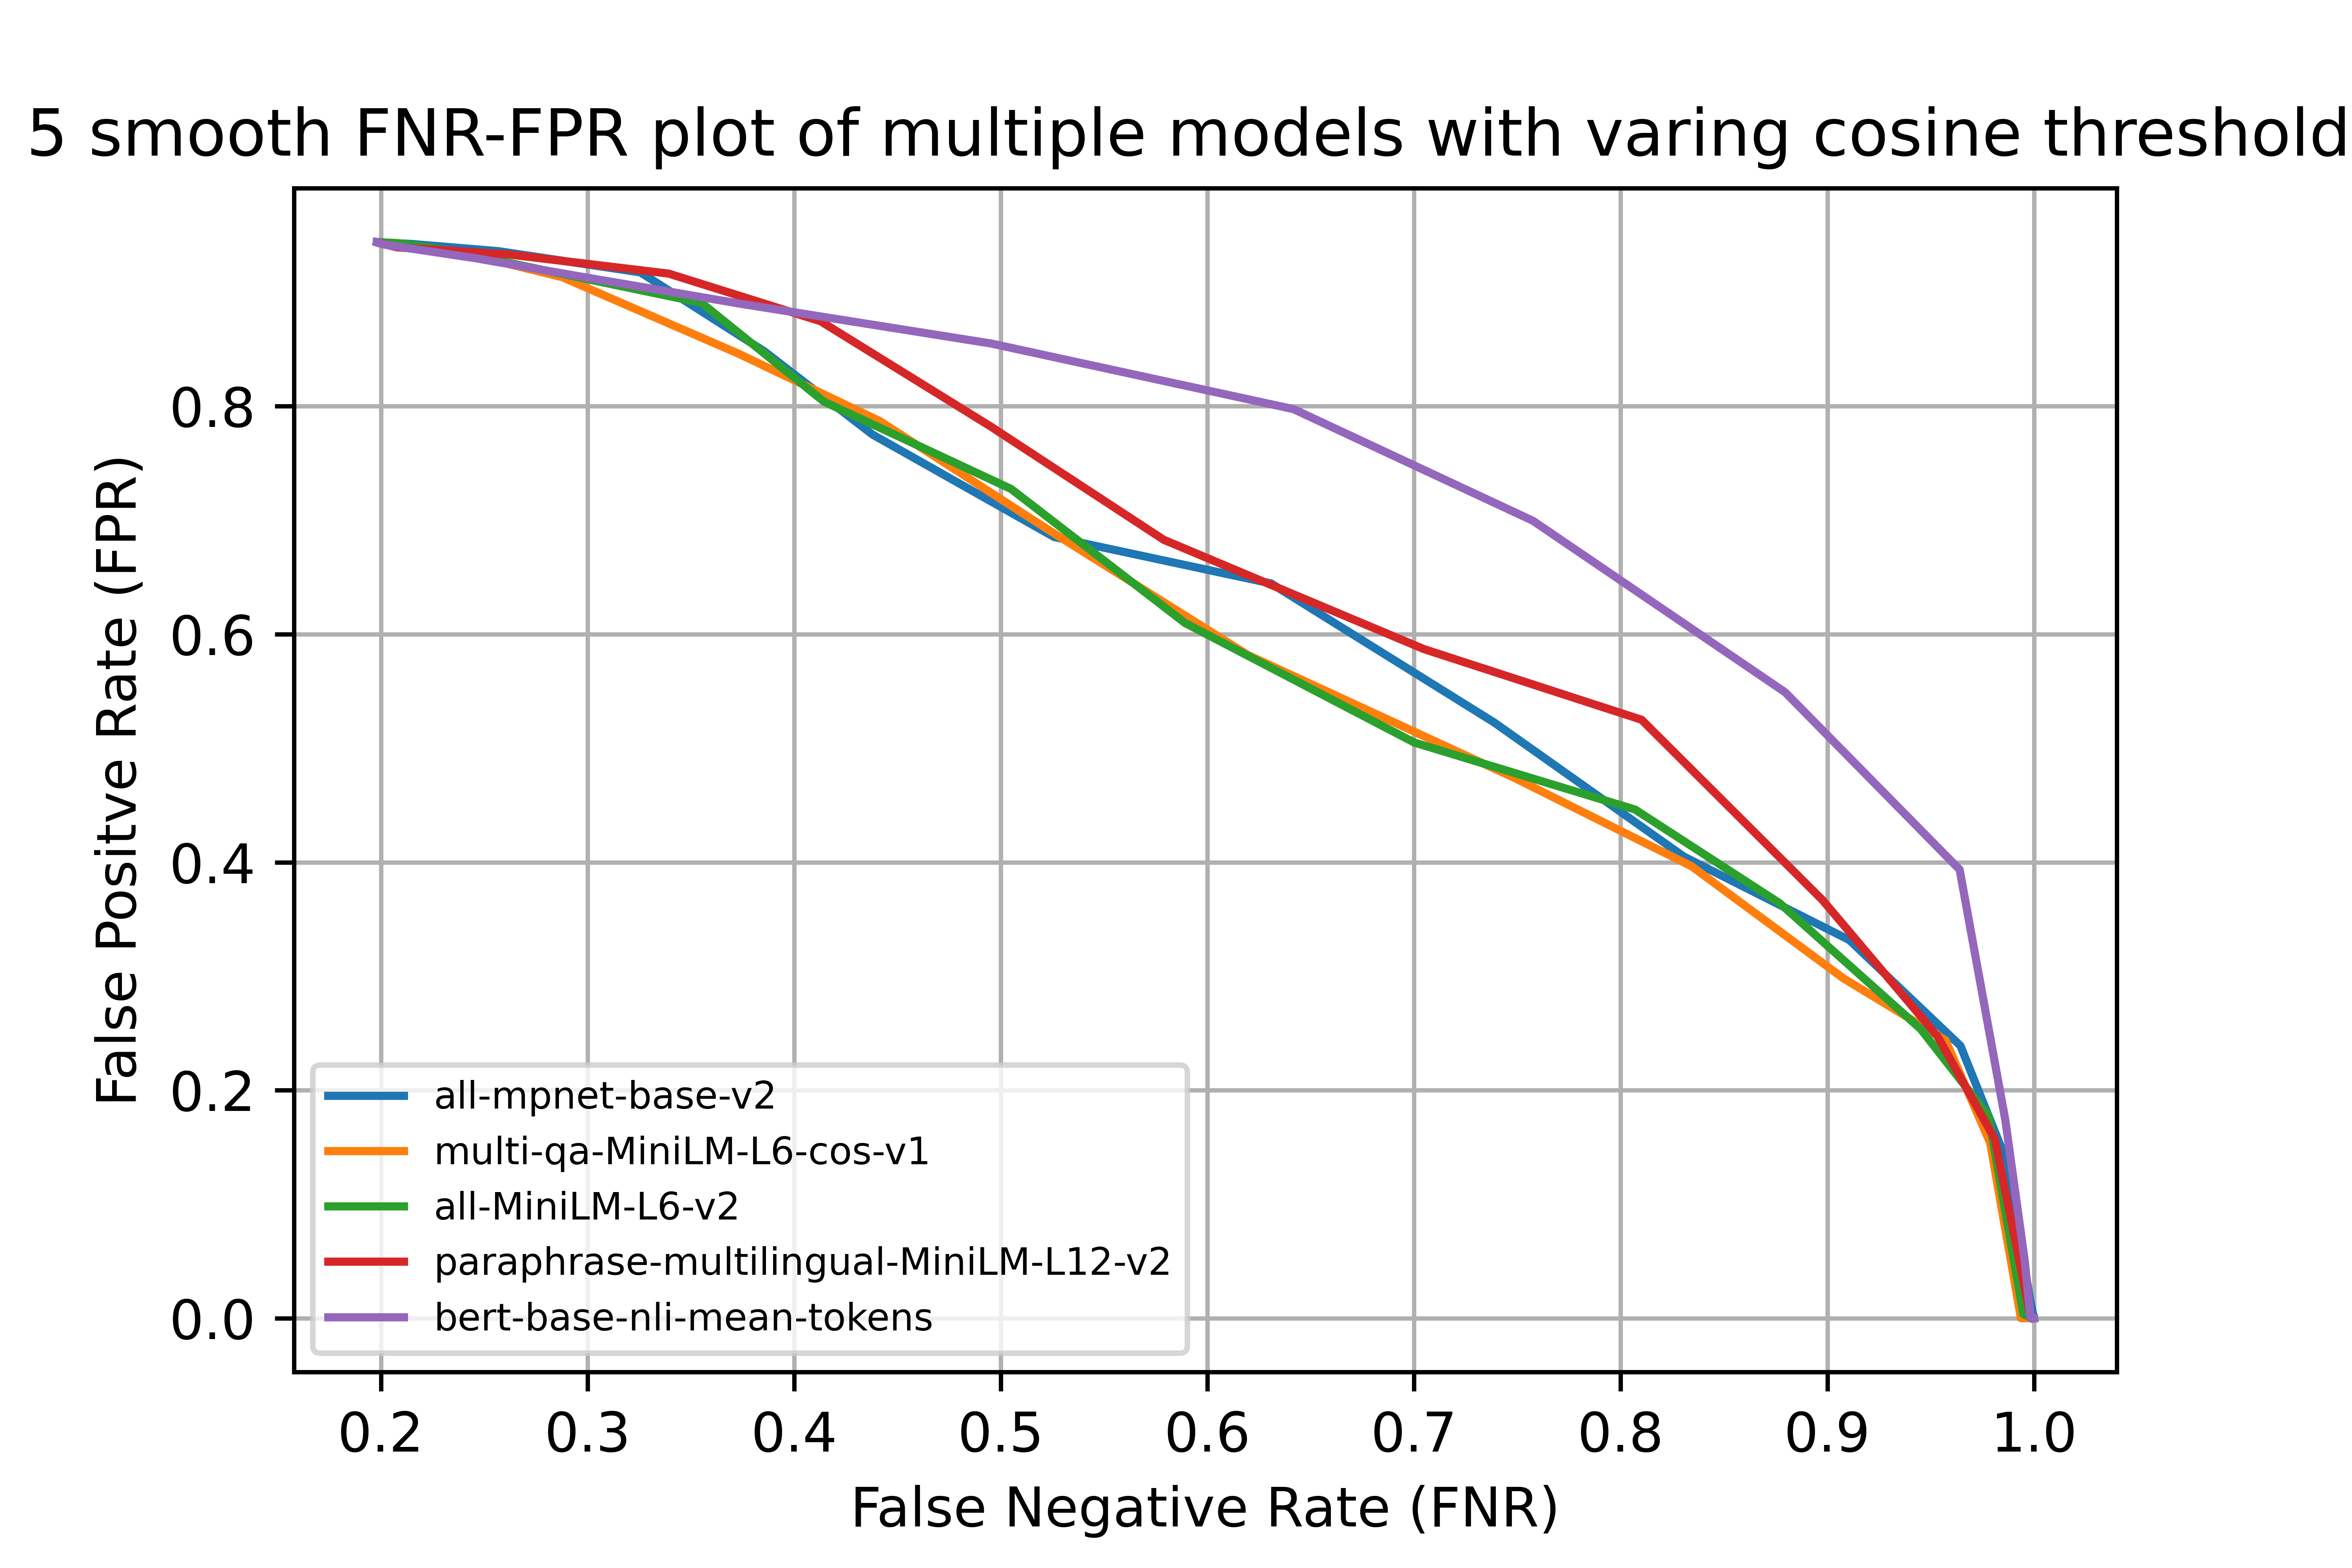 5 smooth FNR-FPR plot of multiple models with varing cosine threshold
False Positve Rate (FPR)
0.8
0.6
0.4
0.2
0.0
all-mpnet-base-v2
multi-qa-MiniLM-L6-cos-v1
all-MiniLM-L6-v2
paraphrase-multilingual-MiniLM-L12-v2
bert-base-nli-mean-tokens
0.2 0.3 0.4 0.5 0.6 0.7 0.8 0.9 1.0
False Negative Rate (FNR)